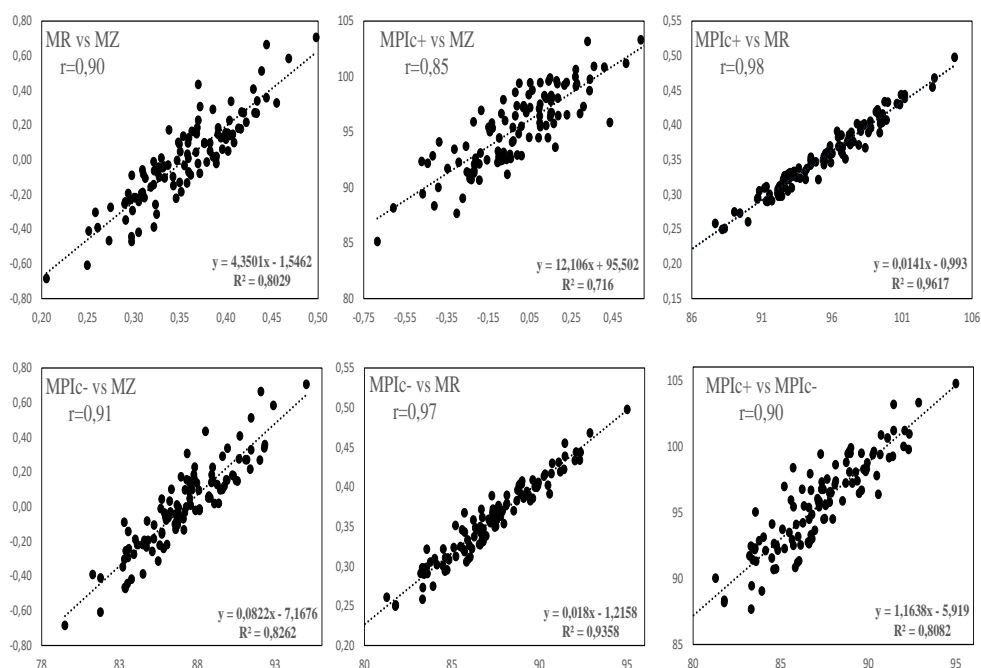 MR vs MZ
r=0,90
0,80
0,60
0,40
0,20
0,00
-0,20
-0,40
-0,60
-0,80
y = 4,3501x - 1,5462
R² = 0,8029
0,20 0,25 0,30 0,35 0,40 0,45 0,50
MPIc+ vs MZ
r=0,85
105
100
95
90
85
80
y = 12,106x + 95,502
R² = 0,716
-0,75 -0,55 -0,35 -0,15 0,05 0,25 0,45
MPIc+ vs MR
r=0,98
0,55
0,50
0,45
0,40
0,35
0,30
0,25
0,20
0,15
y = 0,0141x - 0,993
R² = 0,9617
86 91 96 101 106
MPIc- vs MZ
r=0,91
0,80
0,60
0,40
0,20
0,00
-0,20
-0,40
-0,60
-0,80
y = 0,0822x - 7,1676
R² = 0,8262
78 83 88 93
MPIc- vs MR
r=0,97
0,55
0,50
0,40
0,35
0,30
0,25
0,20
y = 0,018x - 1,2158
R² = 0,9358
80 85 90 95
MPIc+ vs MPIc-
r=0,90
105
100
95
90
85
y = 1,1638x - 5,919
R² = 0,8082
80 85 90 95